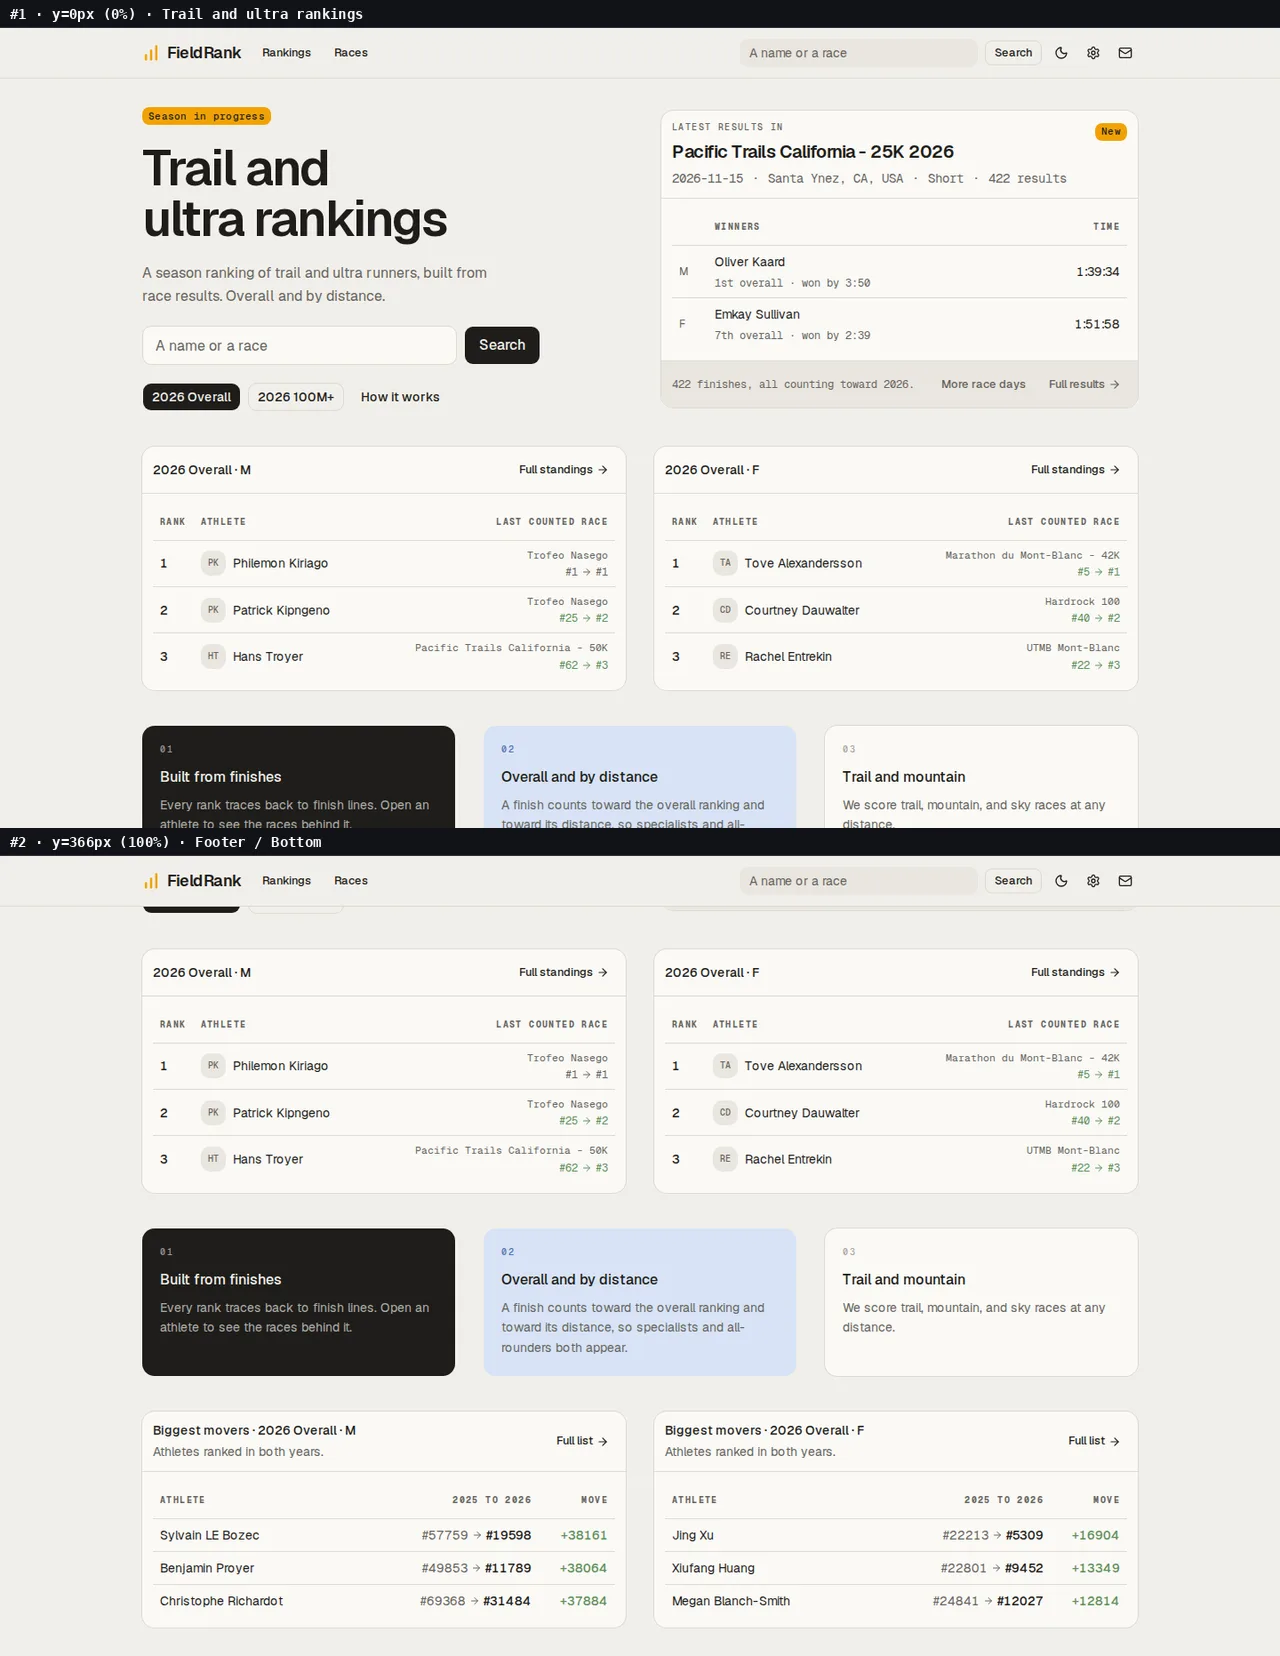 #1 · y=0px (0%) · Trail and ultra rankings
FieldRank Rankings Races A name or a race Search
Season in progress
Trail and
ultra rankings
A season ranking of trail and ultra runners, built from
race results. Overall and by distance.
A name or a race Search
2026 Overall 2026 100M+ How it works
LATEST RESULTS IN New
Pacific Trails California - 25K 2026
2026-11-15 · Santa Ynez, CA, USA · Short · 422 results
WINNERS TIME
M Oliver Kaard 1:39:34
1st overall · won by 3:50
F Emkay Sullivan 1:51:58
7th overall · won by 2:39
422 finishes, all counting toward 2026. More race days Full results →
2026 Overall · M Full standings →
RANK ATHLETE LAST COUNTED RACE
1 PK Philemon Kiriago Trofeo Nasego
#1 → #1
2 PK Patrick Kipngeno Trofeo Nasego
#25 → #2
3 HT Hans Troyer Pacific Trails California - 50K
#62 → #3
2026 Overall · F Full standings →
RANK ATHLETE LAST COUNTED RACE
1 TA Tove Alexandersson Marathon du Mont-Blanc - 42K
#5 → #1
2 CD Courtney Dauwalter Hardrock 100
#40 → #2
3 RE Rachel Entrekin UTMB Mont-Blanc
#22 → #3
01
Built from finishes
Every rank traces back to finish lines. Open an
athlete to see the races behind it.
02
Overall and by distance
A finish counts toward the overall ranking and
toward its distance, so specialists and all-
03
Trail and mountain
We score trail, mountain, and sky races at any
distance.
#2 · y=366px (100%) · Footer / Bottom
FieldRank Rankings Races A name or a race Search
2026 Overall · M Full standings →
RANK ATHLETE LAST COUNTED RACE
1 PK Philemon Kiriago Trofeo Nasego
#1 → #1
2 PK Patrick Kipngeno Trofeo Nasego
#25 → #2
3 HT Hans Troyer Pacific Trails California - 50K
#62 → #3
2026 Overall · F Full standings →
RANK ATHLETE LAST COUNTED RACE
1 TA Tove Alexandersson Marathon du Mont-Blanc - 42K
#5 → #1
2 CD Courtney Dauwalter Hardrock 100
#40 → #2
3 RE Rachel Entrekin UTMB Mont-Blanc
#22 → #3
01
Built from finishes
Every rank traces back to finish lines. Open an
athlete to see the races behind it.
02
Overall and by distance
A finish counts toward the overall ranking and
toward its distance, so specialists and all-
rounders both appear.
03
Trail and mountain
We score trail, mountain, and sky races at any
distance.
Biggest movers · 2026 Overall · M Full list →
Athletes ranked in both years.
ATHLETE 2025 TO 2026 MOVE
Sylvain LE Bozec #57759 → #19598 +38161
Benjamin Proyer #49853 → #11789 +38064
Christophe Richardot #69368 → #31484 +37884
Biggest movers · 2026 Overall · F Full list →
Athletes ranked in both years.
ATHLETE 2025 TO 2026 MOVE
Jing Xu #22213 → #5309 +16904
Xiufang Huang #22801 → #9452 +13349
Megan Blanch-Smith #24841 → #12027 +12814